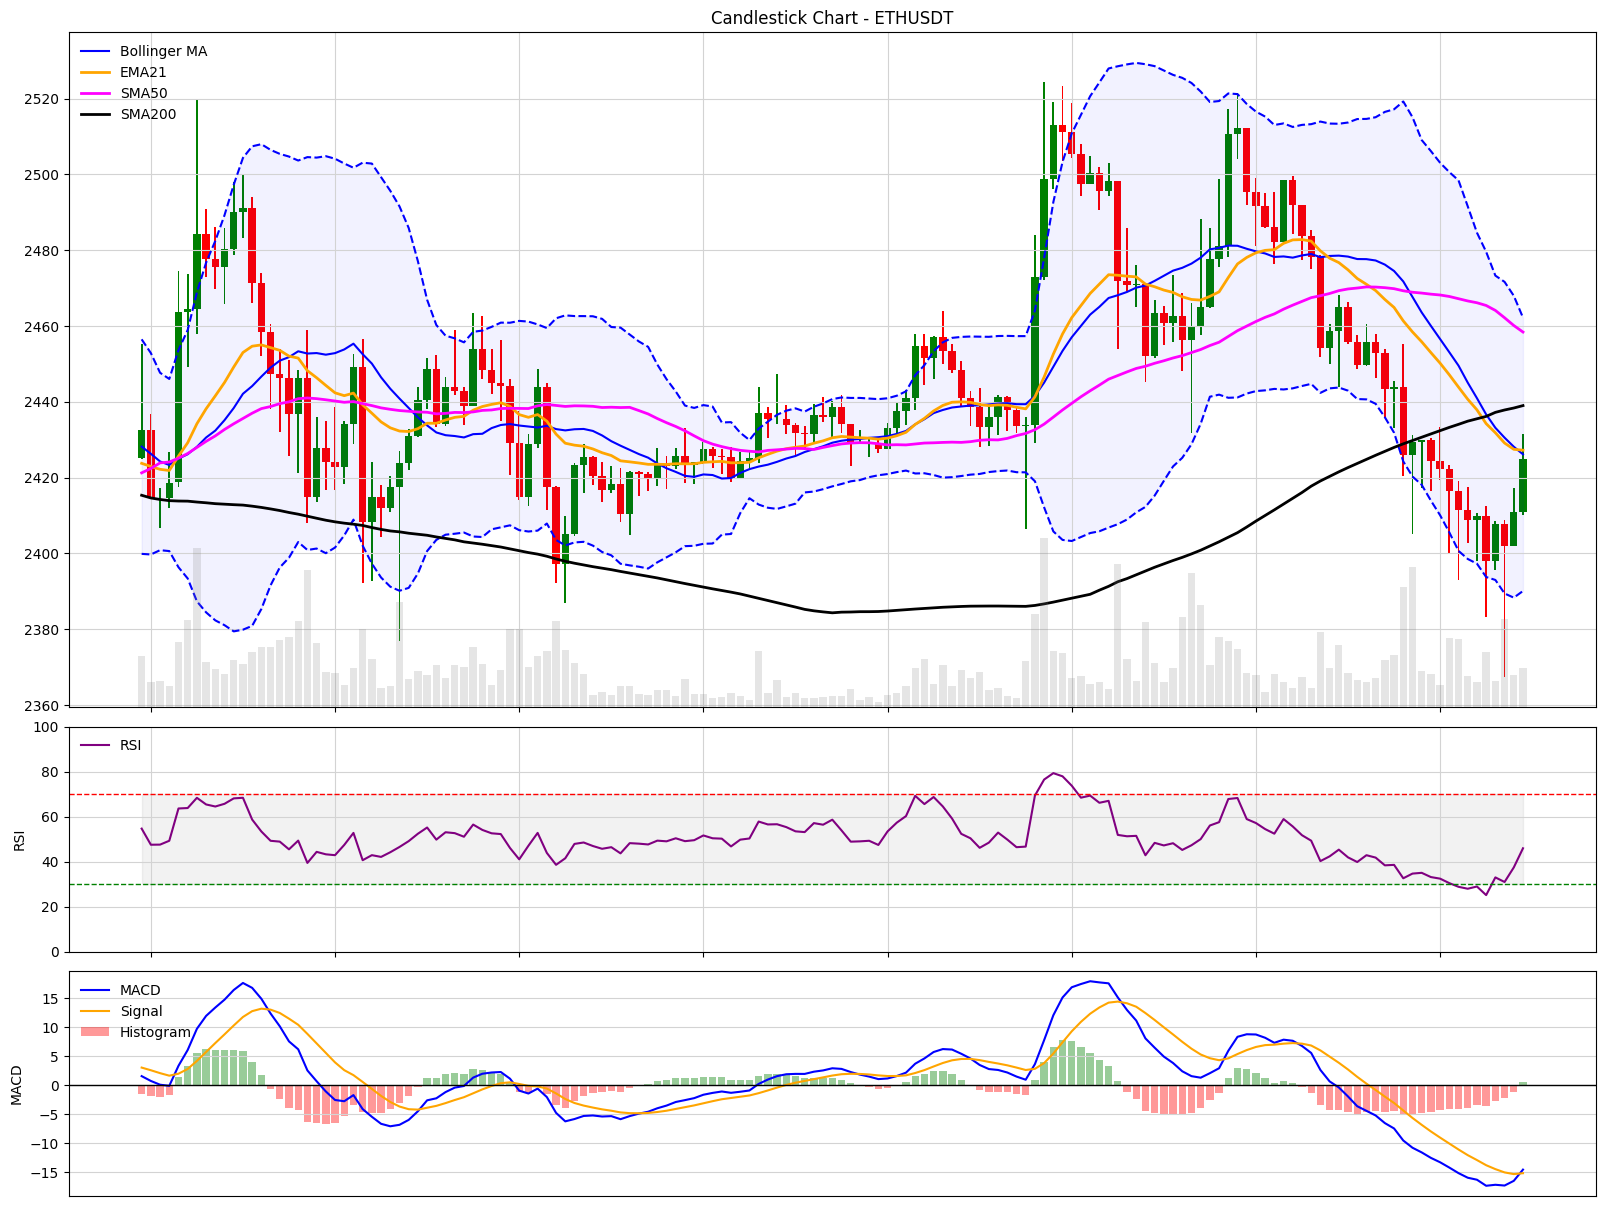 Candlestick Chart - ETHUSDT
Bollinger MA
EMA21
SMA50
SMA200
2520
2500
2480
2460
2440
2420
2400
2380
2360
100
80
60
40
20
0
RSI
RSI
15
10
5
0
−5
−10
−15
MACD
MACD
Signal
Histogram